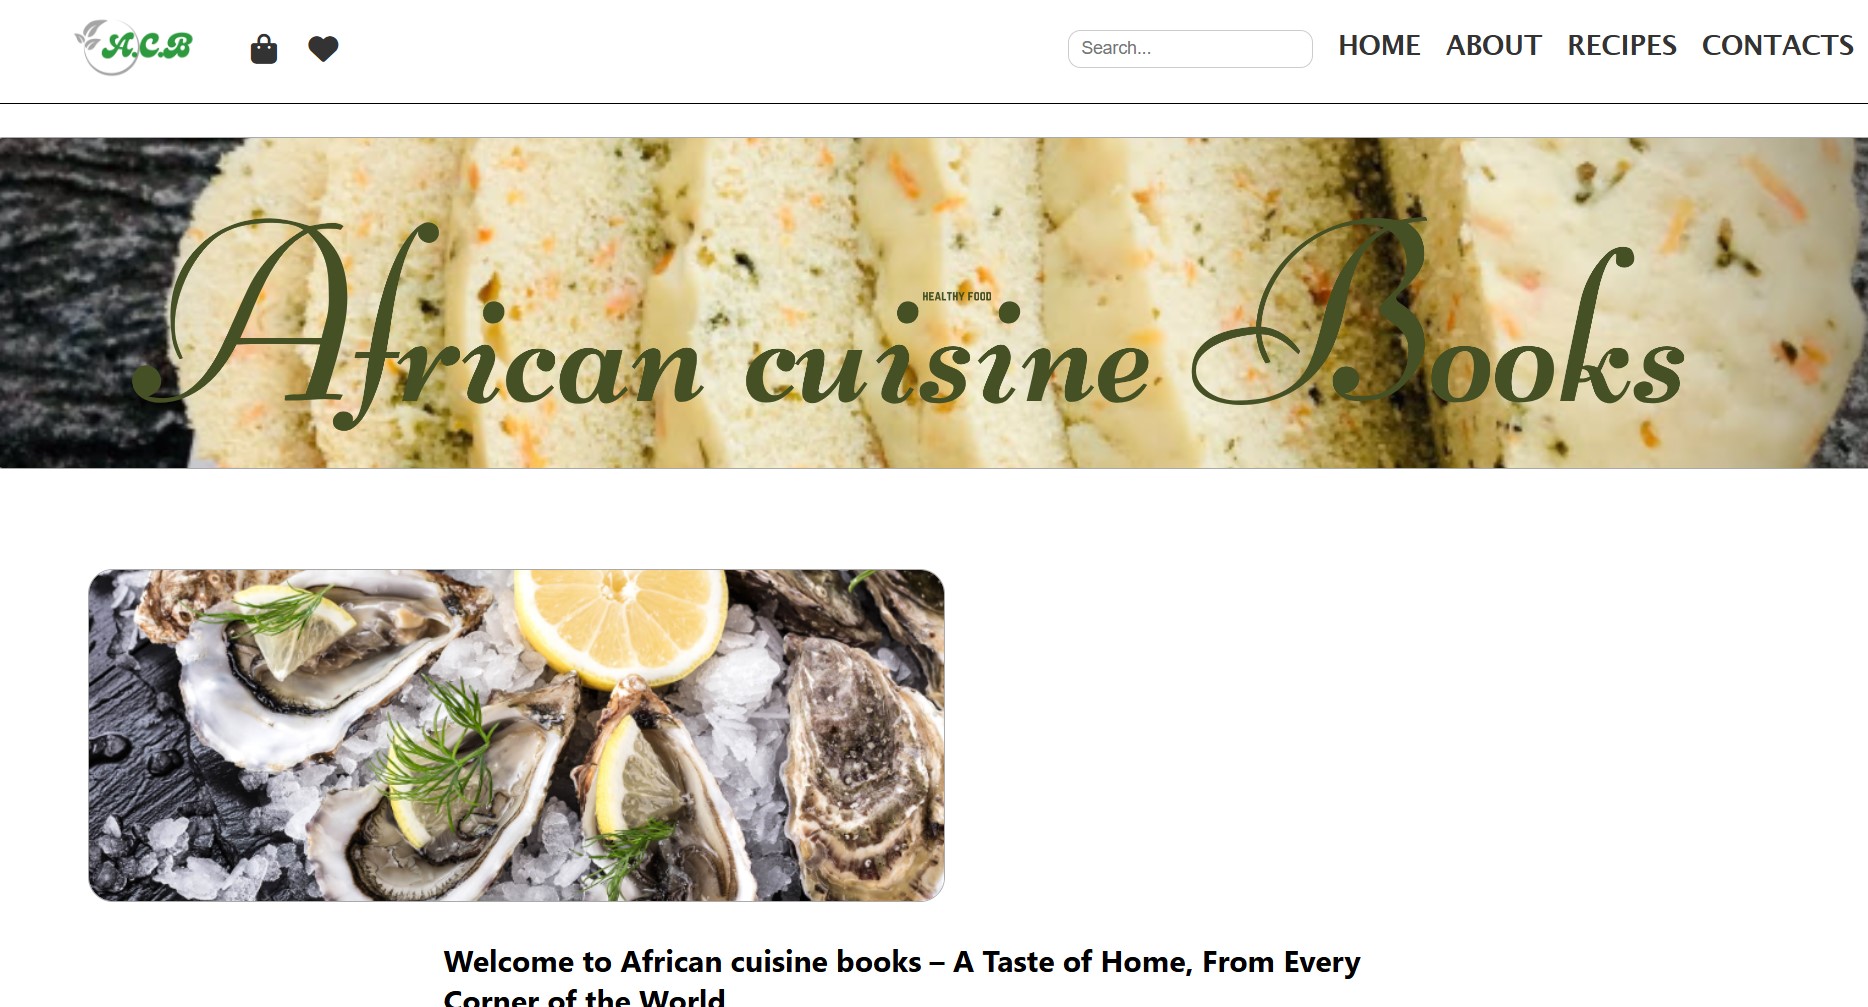 A.C.B
Search...
HOME ABOUT RECIPES CONTACTS
HEALTHY FOOD
African cuisine Books
Welcome to African cuisine books – A Taste of Home, From Every
Corner of the World